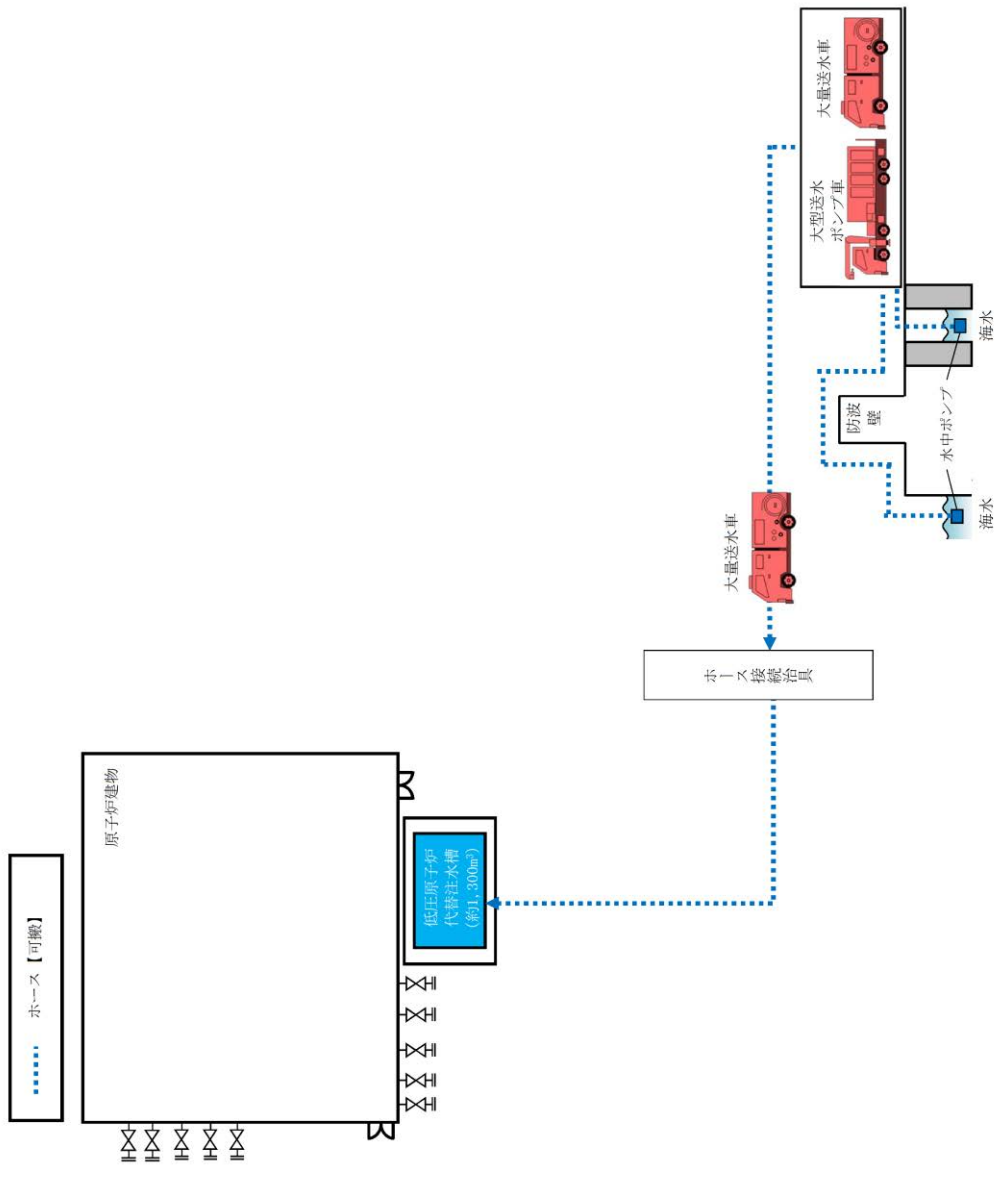 ホース【可搬】
原子炉建物
低圧原子炉
代替注水槽
(約1,300m³)
ホース接続治具
大量送水車
大型送水
ポンプ車
大量送水車
防波
壁
水中ポンプ
海水
海水